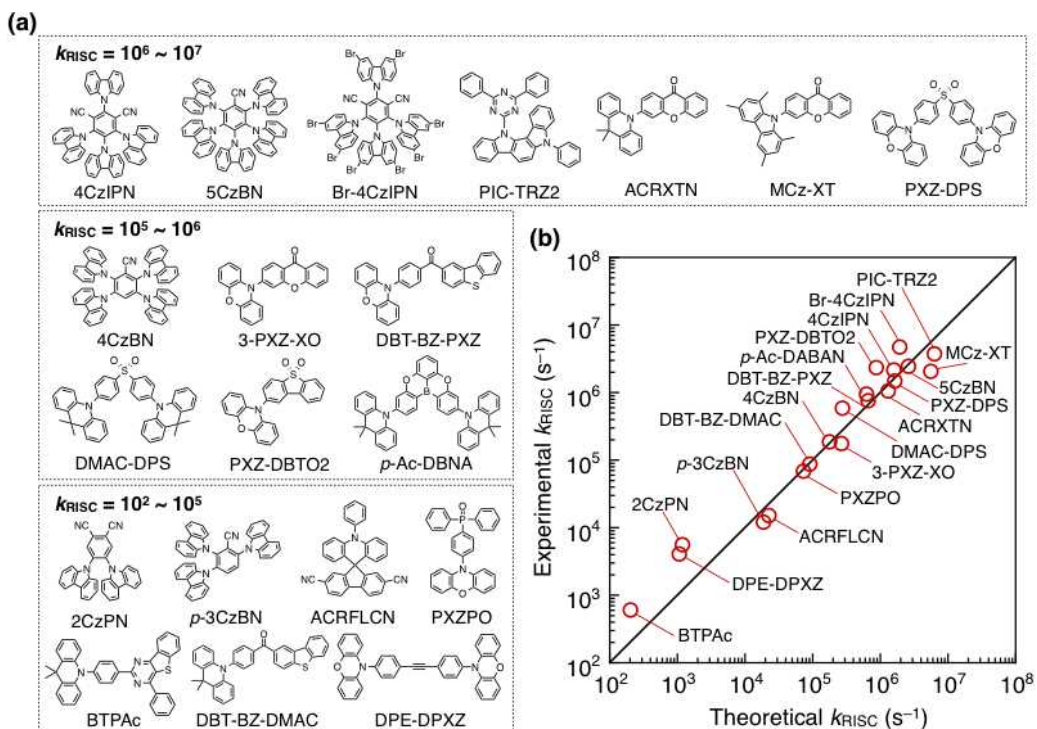 (a)
kRISC = 10⁶ ~ 10⁷
4CzIPN 5CzBN Br-4CzIPN PIC-TRZ2 ACRXTN MCz-XT PXZ-DPS
kRISC = 10⁵ ~ 10⁶
4CzBN 3-PXZ-XO DBT-BZ-PXZ
DMAC-DPS PXZ-DBTO2 p-Ac-DBNA
kRISC = 10² ~ 10⁵
2CzPN p-3CzBN ACRFLCN PXZPO
BTPAc DBT-BZ-DMAC DPE-DPXZ
(b)
Experimental kRISC (s⁻¹)
10⁸
10⁷
10⁶
10⁵
10⁴
10³
10²
PIC-TRZ2
Br-4CzIPN
4CzIPN
PXZ-DBTO2
p-Ac-DABAN
DBT-BZ-PXZ
4CzBN
DBT-BZ-DMAC
p-3CzBN
2CzPN
MCz-XT
5CzBN
PXZ-DPS
ACRXTN
DMAC-DPS
3-PXZ-XO
PXZPO
ACRFLCN
DPE-DPXZ
BTPAc
10² 10³ 10⁴ 10⁵ 10⁶ 10⁷ 10⁸
Theoretical kRISC (s⁻¹)